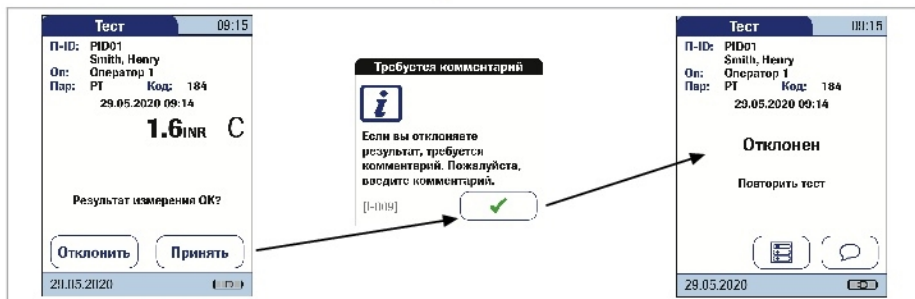 Тест 09:15
П-ID: PID01
Smith, Henry
Оп: Оператор 1
Пар: PT Код: 184
29.05.2020 09:14
1.6INR C
Результат измерения ОК?
Отклонить Принять
29.05.2020
Требуется комментарий
i
Если вы отклоняете
результат, требуется
комментарий. Пожалуйста,
введите комментарий.
[I-009]
Тест 09:15
П-ID: PID01
Smith, Henry
Оп: Оператор 1
Пар: PT Код: 184
29.05.2020 09:14
Отклонен
Повторить тест
29.05.2020